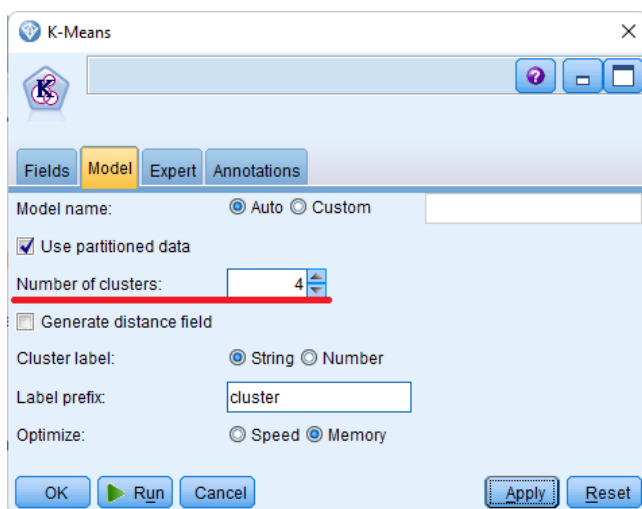 K-Means
K
Fields Model Expert Annotations
Model name: Auto Custom
Use partitioned data
Number of clusters: 4
Generate distance field
Cluster label: String Number
Label prefix: cluster
Optimize: Speed Memory
OK Run Cancel Apply Reset